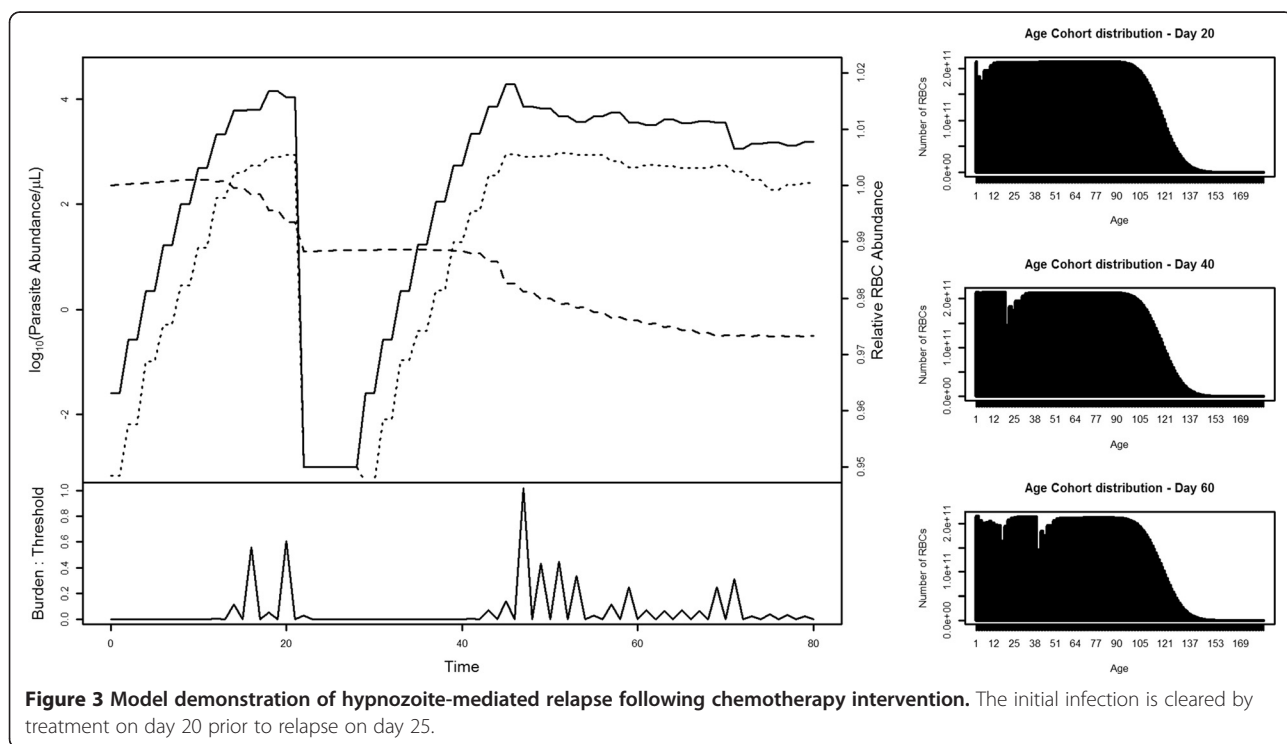 4
2
0
-2
log10(Parasite Abundance/µL)
1.02
1.01
1.00
0.99
0.98
0.97
0.96
0.95
Relative RBC Abundance
1.0
0.8
0.6
0.4
0.2
0.0
Burden : Threshold
0 20 40 60 80
Time
Age Cohort distribution - Day 20
Number of RBCs
2.0e+11
1.0e+11
0.0e+00
1 12 25 38 51 64 77 91 105 121 137 153 169
Age
Age Cohort distribution - Day 40
Number of RBCs
2.0e+11
1.0e+11
0.0e+00
1 12 25 38 51 64 77 91 105 121 137 153 169
Age
Age Cohort distribution - Day 60
Number of RBCs
2.0e+11
1.0e+11
0.0e+00
1 12 25 38 51 64 77 91 105 121 137 153 169
Age
Figure 3 Model demonstration of hypnozoite-mediated relapse following chemotherapy intervention. The initial infection is cleared by
treatment on day 20 prior to relapse on day 25.